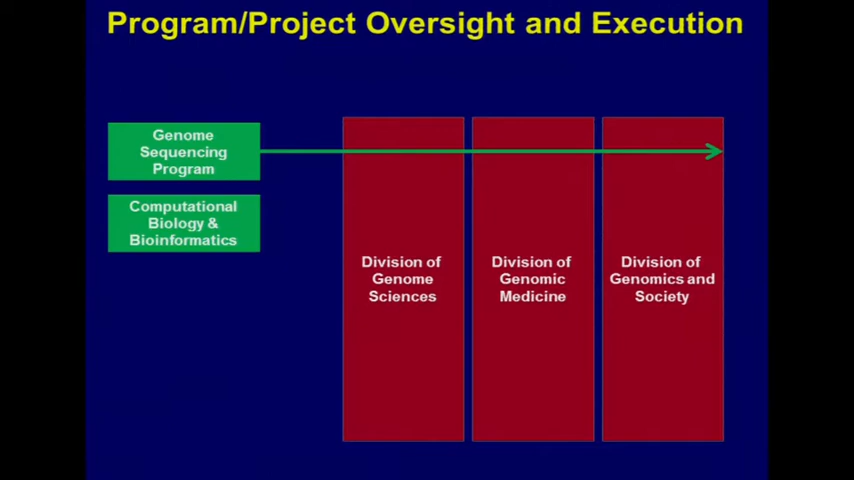 Program/Project Oversight and Execution
Genome
Sequencing
Program
Computational
Biology &
Bioinformatics
Division of
Genome
Sciences
Division of
Genomic
Medicine
Division of
Genomics and
Society